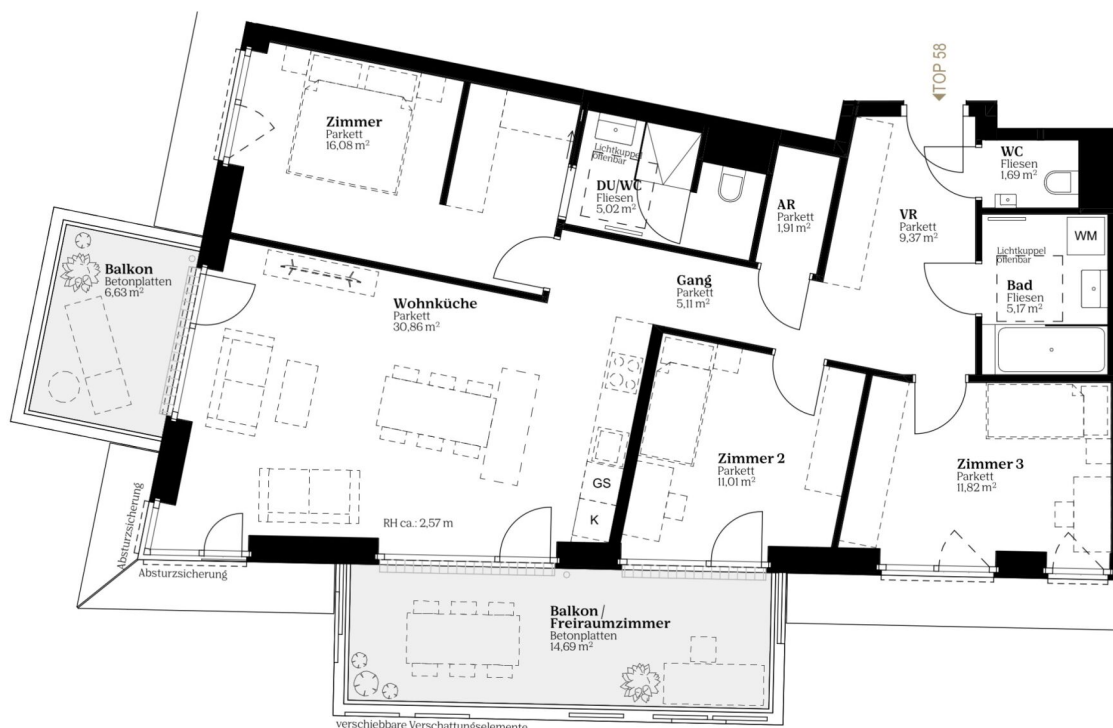 TOP 58
Zimmer
Parkett
16,08 m²
Lichtkuppel
offenbar
DU/WC
Fliesen
5,02 m²
AR
Parkett
1,91 m²
VR
Parkett
9,37 m²
WC
Fliesen
1,69 m²
WM
Lichtkuppel
offenbar
Bad
Fliesen
5,17 m²
Balkon
Betonplatten
6,63 m²
Wohnküche
Parkett
30,86 m²
Gang
Parkett
5,11 m²
Zimmer 2
Parkett
11,01 m²
Zimmer 3
Parkett
11,82 m²
GS
K
RH ca.: 2,57 m
Absturzsicherung
Absturzsicherung
Balkon/
Freiraumzimmer
Betonplatten
14,69 m²
verschiebbare Verschattungselemente